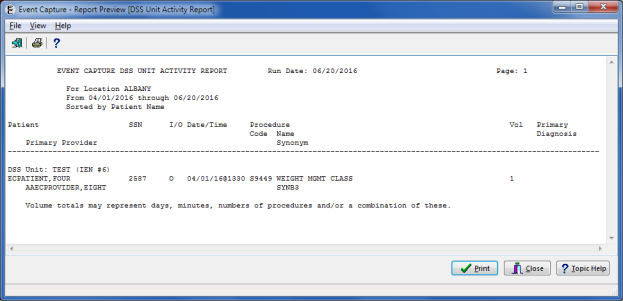 Event Capture - Report Preview [DSS Unit Activity Report]
File View Help
?
EVENT CAPTURE DSS UNIT ACTIVITY REPORT Run Date: 06/20/2016 Page: 1
For Location ALBANY
From 04/01/2016 through 06/20/2016
Sorted by Patient Name
Patient SSN I/O Date/Time Procedure Vol Primary
Code Name Diagnosis
Primary Provider Synonym
DSS Unit: TEST (IEN #6)
ECPATIENT,FOUR 2587 O 04/01/16@1330 S9449 WEIGHT MGMT CLASS 1
AAECPROVIDER,EIGHT SYNB3
Volume totals may represent days, minutes, numbers of procedures and/or a combination of these.
Print Close ? Topic Help